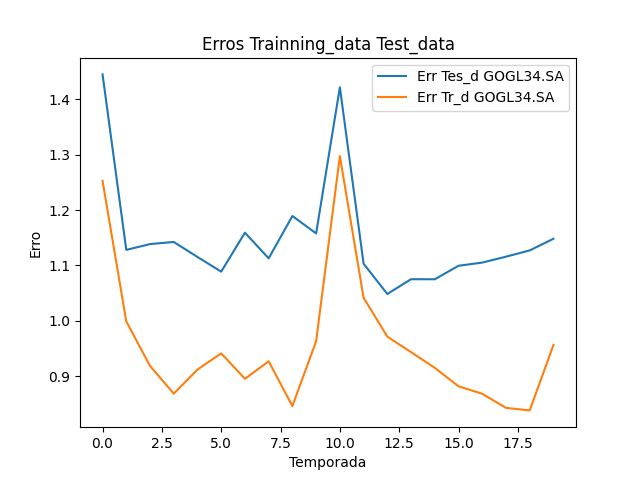 Erros Trainning_data Test_data
Err Tes_d GOGL34.SA
Err Tr_d GOGL34.SA
1.4
1.3
1.2
1.1
1.0
0.9
Erro
0.0 2.5 5.0 7.5 10.0 12.5 15.0 17.5
Temporada